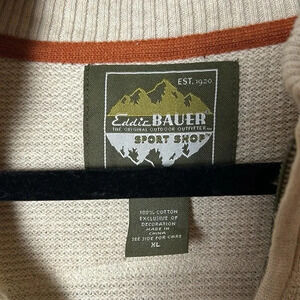 EST. 1920
Eddie BAUER
THE ORIGINAL OUTDOOR OUTFITTER
SPORT SHOP
100% COTTON
EXCLUSIVE OF
DECORATION
MADE IN
CHINA
SEE SIDE FOR CARE
XL